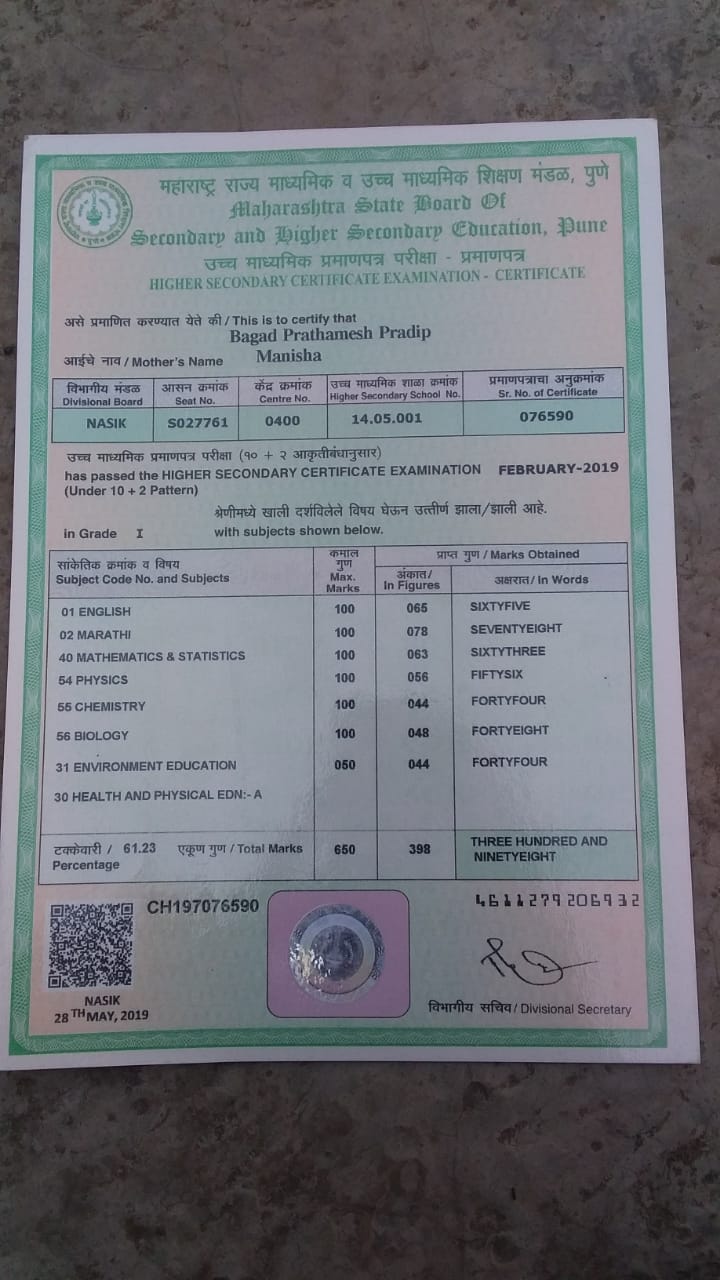 महाराष्ट्र राज्य माध्यमिक व उच्च माध्यमिक शिक्षण मंडळ, पुणे
Maharashtra State Board Of
Secondary and Higher Secondary Education, Pune
उच्च माध्यमिक प्रमाणपत्र परीक्षा - प्रमाणपत्र
HIGHER SECONDARY CERTIFICATE EXAMINATION - CERTIFICATE
असे प्रमाणित करण्यात येते की / This is to certify that
Bagad Prathamesh Pradip
आईचे नाव / Mother's Name Manisha
विभागीय मंडळ आसन क्रमांक केंद्र क्रमांक उच्च माध्यमिक शाळा क्रमांक प्रमाणपत्राचा अनुक्रमांक
Divisional Board Seat No. Centre No. Higher Secondary School No. Sr. No. of Certificate
NASIK S027761 0400 14.05.001 076590
उच्च माध्यमिक प्रमाणपत्र परीक्षा (१० + २ आकृतीबंधानुसार)
has passed the HIGHER SECONDARY CERTIFICATE EXAMINATION FEBRUARY-2019
(Under 10 + 2 Pattern)
श्रेणीमध्ये खाली दर्शविलेले विषय घेऊन उत्तीर्ण झाला/झाली आहे.
in Grade I with subjects shown below.
सांकेतिक क्रमांक व विषय कमाल गुण प्राप्त गुण / Marks Obtained
Subject Code No. and Subjects Max. Marks अंकात/ In Figures अक्षरात/ In Words
01 ENGLISH 100 065 SIXTYFIVE
02 MARATHI 100 078 SEVENTYEIGHT
40 MATHEMATICS & STATISTICS 100 063 SIXTYTHREE
54 PHYSICS 100 056 FIFTYSIX
55 CHEMISTRY 100 044 FORTYFOUR
56 BIOLOGY 100 048 FORTYEIGHT
31 ENVIRONMENT EDUCATION 050 044 FORTYFOUR
30 HEALTH AND PHYSICAL EDN:- A
टक्केवारी / 61.23 एकूण गुण / Total Marks 650 398 THREE HUNDRED AND
Percentage NINETYEIGHT
CH197076590 4611279206932
NASIK
28TH MAY, 2019
विभागीय सचिव/ Divisional Secretary